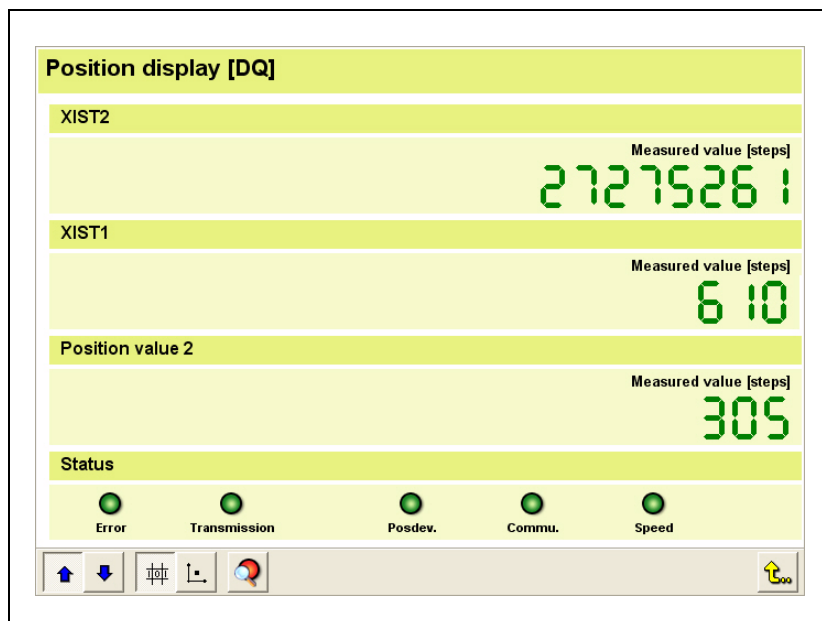 Position display [DQ]
XIST2
Measured value [steps]
27275261
XIST1
Measured value [steps]
610
Position value 2
Measured value [steps]
305
Status
Error Transmission Posdev. Commu. Speed